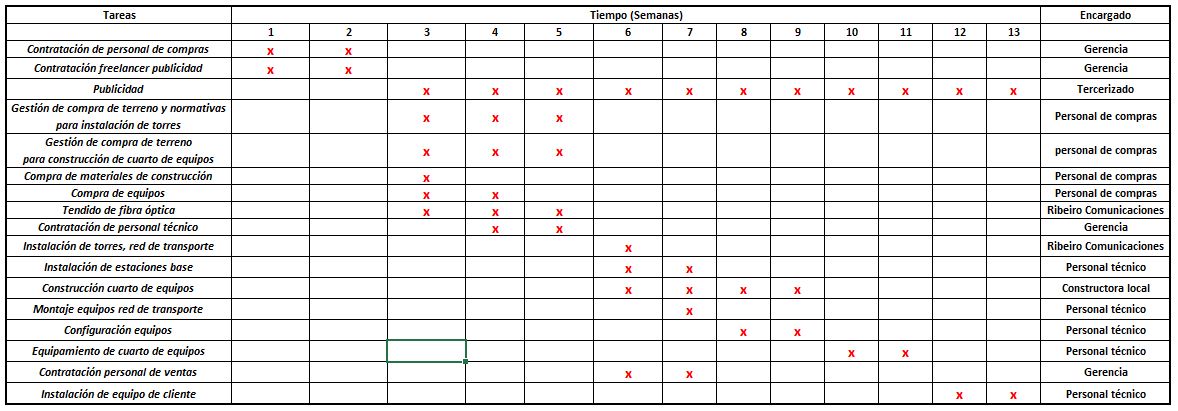 Tareas Tiempo (Semanas) Encargado
1 2 3 4 5 6 7 8 9 10 11 12 13
Contratación de personal de compras x x Gerencia
Contratación freelancer publicidad x x Gerencia
Publicidad x x x x x x x x x x x Tercerizado
Gestión de compra de terreno y normativas
para instalación de torres x x x Personal de compras
Gestión de compra de terreno
para construcción de cuarto de equipos x x x personal de compras
Compra de materiales de construcción x Personal de compras
Compra de equipos x x Personal de compras
Tendido de fibra óptica x x x Ribeiro Comunicaciones
Contratación de personal técnico x x Gerencia
Instalación de torres, red de transporte x Ribeiro Comunicaciones
Instalación de estaciones base x x Personal técnico
Construcción cuarto de equipos x x x x Constructora local
Montaje equipos red de transporte x Personal técnico
Configuración equipos x x Personal técnico
Equipamiento de cuarto de equipos x x Personal técnico
Contratación personal de ventas x x Gerencia
Instalación de equipo de cliente x x Personal técnico